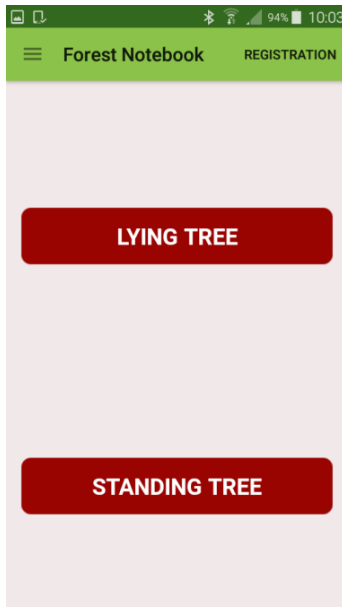 94% 10:03
Forest Notebook REGISTRATION
LYING TREE
STANDING TREE